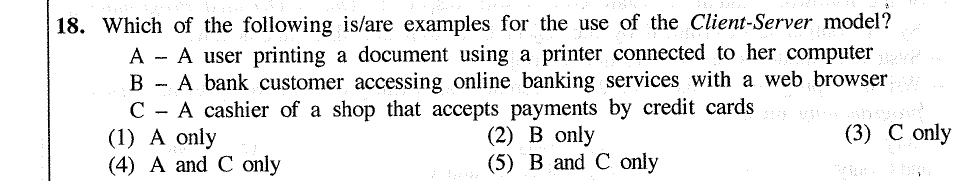 18. Which of the following is/are examples for the use of the Client-Server model?
A – A user printing a document using a printer connected to her computer
B – A bank customer accessing online banking services with a web browser
C – A cashier of a shop that accepts payments by credit cards
(1) A only (2) B only (3) C only
(4) A and C only (5) B and C only